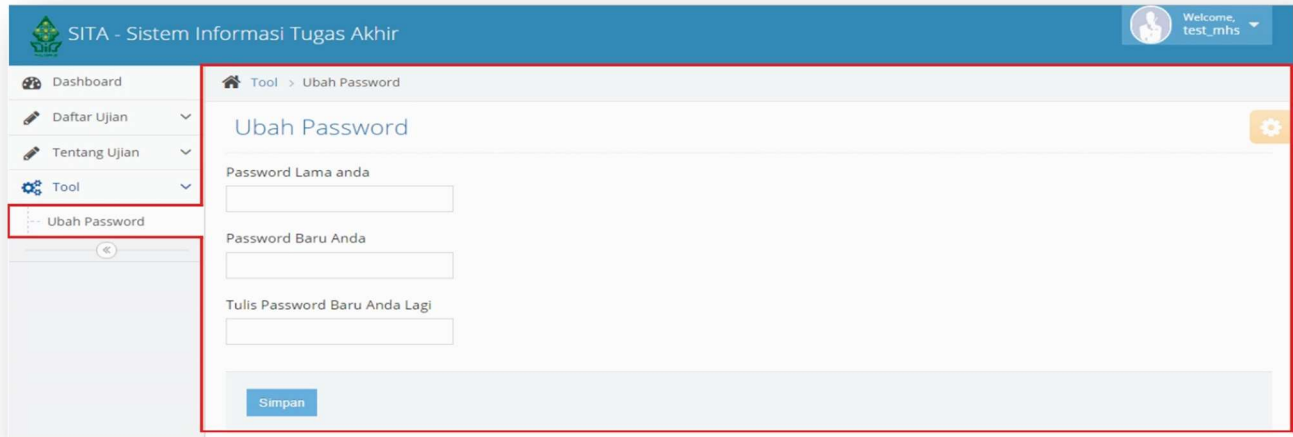 SITA - Sistem Informasi Tugas Akhir
Welcome,
test_mhs
Dashboard
Daftar Ujian
Tentang Ujian
Tool
Ubah Password
Tool > Ubah Password
Ubah Password
Password Lama anda
Password Baru Anda
Tulis Password Baru Anda Lagi
Simpan